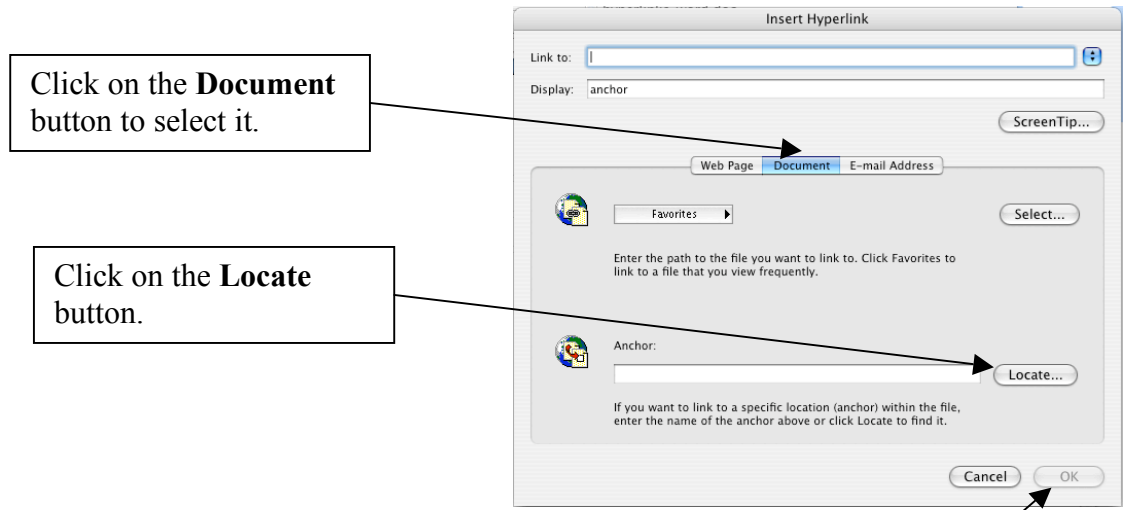 Insert Hyperlink
Link to:
Click on the Document
button to select it.
Display: anchor
ScreenTip...
Web Page Document E-mail Address
Favorites
Select...
Enter the path to the file you want to link to. Click Favorites to
link to a file that you view frequently.
Click on the Locate
button.
Anchor:
Locate...
If you want to link to a specific location (anchor) within the file,
enter the name of the anchor above or click Locate to find it.
Cancel OK